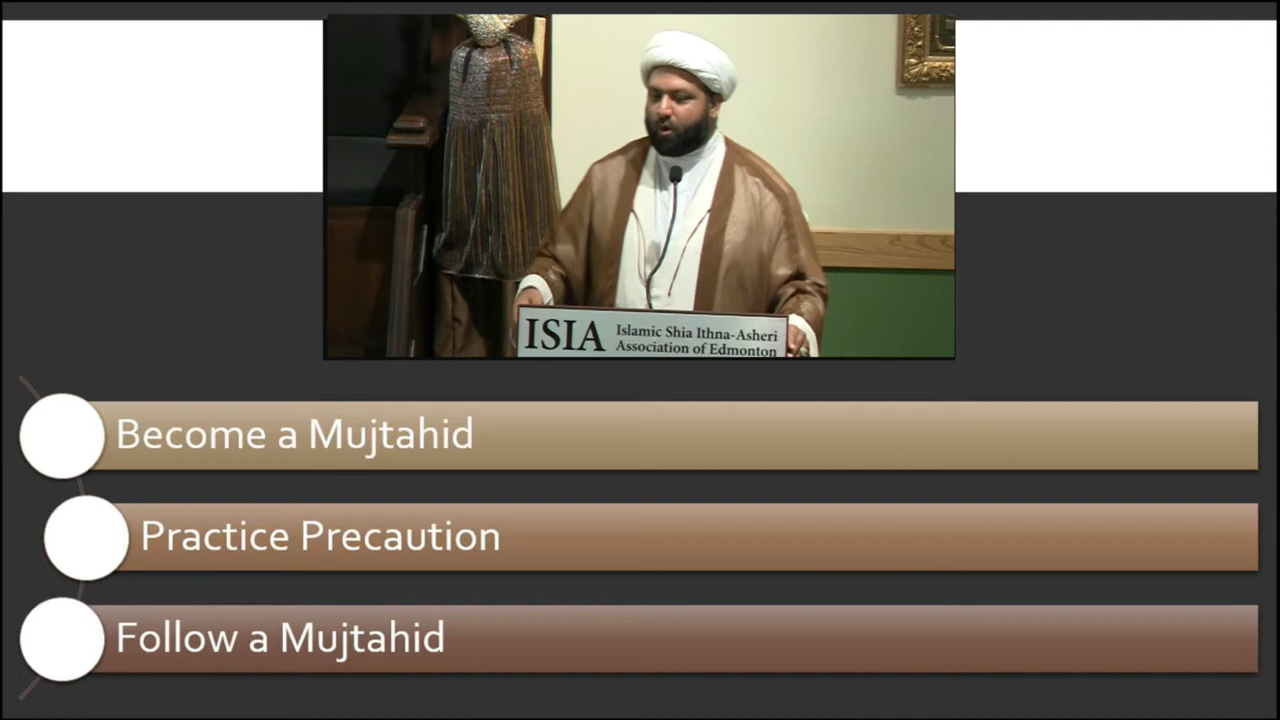 ISIA
Islamic Shia Ithna-Asheri
Association of Edmonton
Become a Mujtahid
Practice Precaution
Follow a Mujtahid